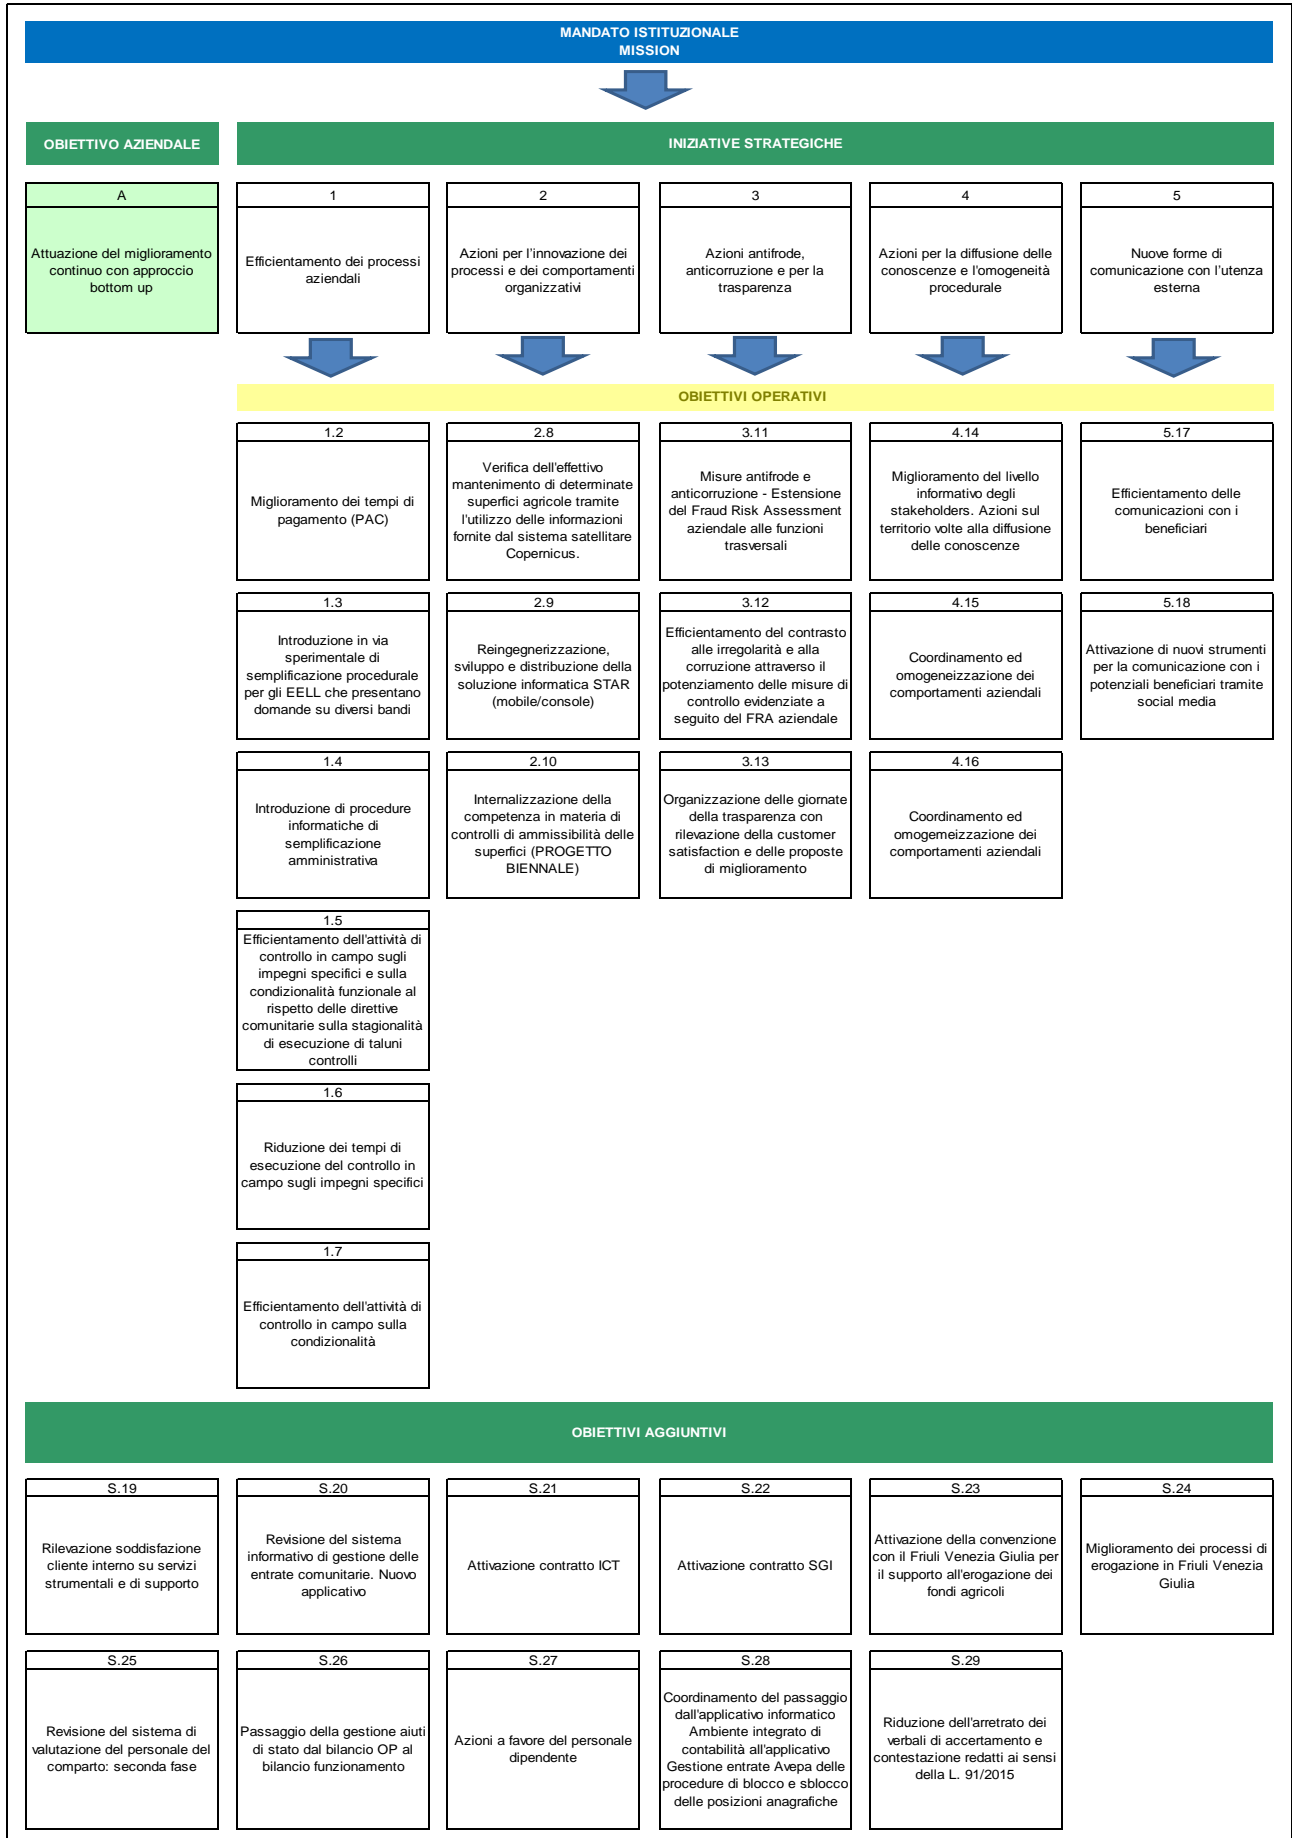 MANDATO ISTITUZIONALE
MISSION
OBIETTIVO AZIENDALE
INIZIATIVE STRATEGICHE
A
Attuazione del miglioramento
continuo con approccio
bottom up
1
Efficientamento dei processi
aziendali
2
Azioni per l'innovazione dei
processi e dei comportamenti
organizzativi
3
Azioni antifrode,
anticorruzione e per la
trasparenza
4
Azioni per la diffusione delle
conoscenze e l'omogeneità
procedurale
5
Nuove forme di
comunicazione con l'utenza
esterna
OBIETTIVI OPERATIVI
1.2
Miglioramento dei tempi di
pagamento (PAC)
2.8
Verifica dell'effettivo
mantenimento di determinate
superfici agricole tramite
l'utilizzo delle informazioni
fornite dal sistema satellitare
Copernicus.
3.11
Misure antifrode e
anticorruzione - Estensione
del Fraud Risk Assessment
aziendale alle funzioni
trasversali
4.14
Miglioramento del livello
informativo degli
stakeholders. Azioni sul
territorio volte alla diffusione
delle conoscenze
5.17
Efficientamento delle
comunicazioni con i
beneficiari
1.3
Introduzione in via
sperimentale di
semplificazione procedurale
per gli EELL che presentano
domande su diversi bandi
2.9
Reingegnerizzazione,
sviluppo e distribuzione della
soluzione informatica STAR
(mobile/console)
3.12
Efficientamento del contrasto
alle irregolarità e alla
corruzione attraverso il
potenziamento delle misure di
controllo evidenziate a
seguito del FRA aziendale
4.15
Coordinamento ed
omogeneizzazione dei
comportamenti aziendali
5.18
Attivazione di nuovi strumenti
per la comunicazione con i
potenziali beneficiari tramite
social media
1.4
Introduzione di procedure
informatiche di
semplificazione
amministrativa
2.10
Internalizzazione della
competenza in materia di
controlli di ammissibilità delle
superfici (PROGETTO
BIENNALE)
3.13
Organizzazione delle giornate
della trasparenza con
rilevazione della customer
satisfaction e delle proposte
di miglioramento
4.16
Coordinamento ed
omogemeizzazione dei
comportamenti aziendali
1.5
Efficientamento dell'attività di
controllo in campo sugli
impegni specifici e sulla
condizionalità funzionale al
rispetto delle direttive
comunitarie sulla stagionalità
di esecuzione di taluni
controlli
1.6
Riduzione dei tempi di
esecuzione del controllo in
campo sugli impegni specifici
1.7
Efficientamento dell'attività di
controllo in campo sulla
condizionalità
OBIETTIVI AGGIUNTIVI
S.19
Rilevazione soddisfazione
cliente interno su servizi
strumentali e di supporto
S.20
Revisione del sistema
informativo di gestione delle
entrate comunitarie. Nuovo
applicativo
S.21
Attivazione contratto ICT
S.22
Attivazione contratto SGI
S.23
Attivazione della convenzione
con il Friuli Venezia Giulia per
il supporto all'erogazione dei
fondi agricoli
S.24
Miglioramento dei processi di
erogazione in Friuli Venezia
Giulia
S.25
Revisione del sistema di
valutazione del personale del
comparto: seconda fase
S.26
Passaggio della gestione aiuti
di stato dal bilancio OP al
bilancio funzionamento
S.27
Azioni a favore del personale
dipendente
S.28
Coordinamento del passaggio
dall'applicativo informatico
Ambiente integrato di
contabilità all'applicativo
Gestione entrate Avepa delle
procedure di blocco e sblocco
delle posizioni anagrafiche
S.29
Riduzione dell'arretrato dei
verbali di accertamento e
contestazione redatti ai sensi
della L. 91/2015